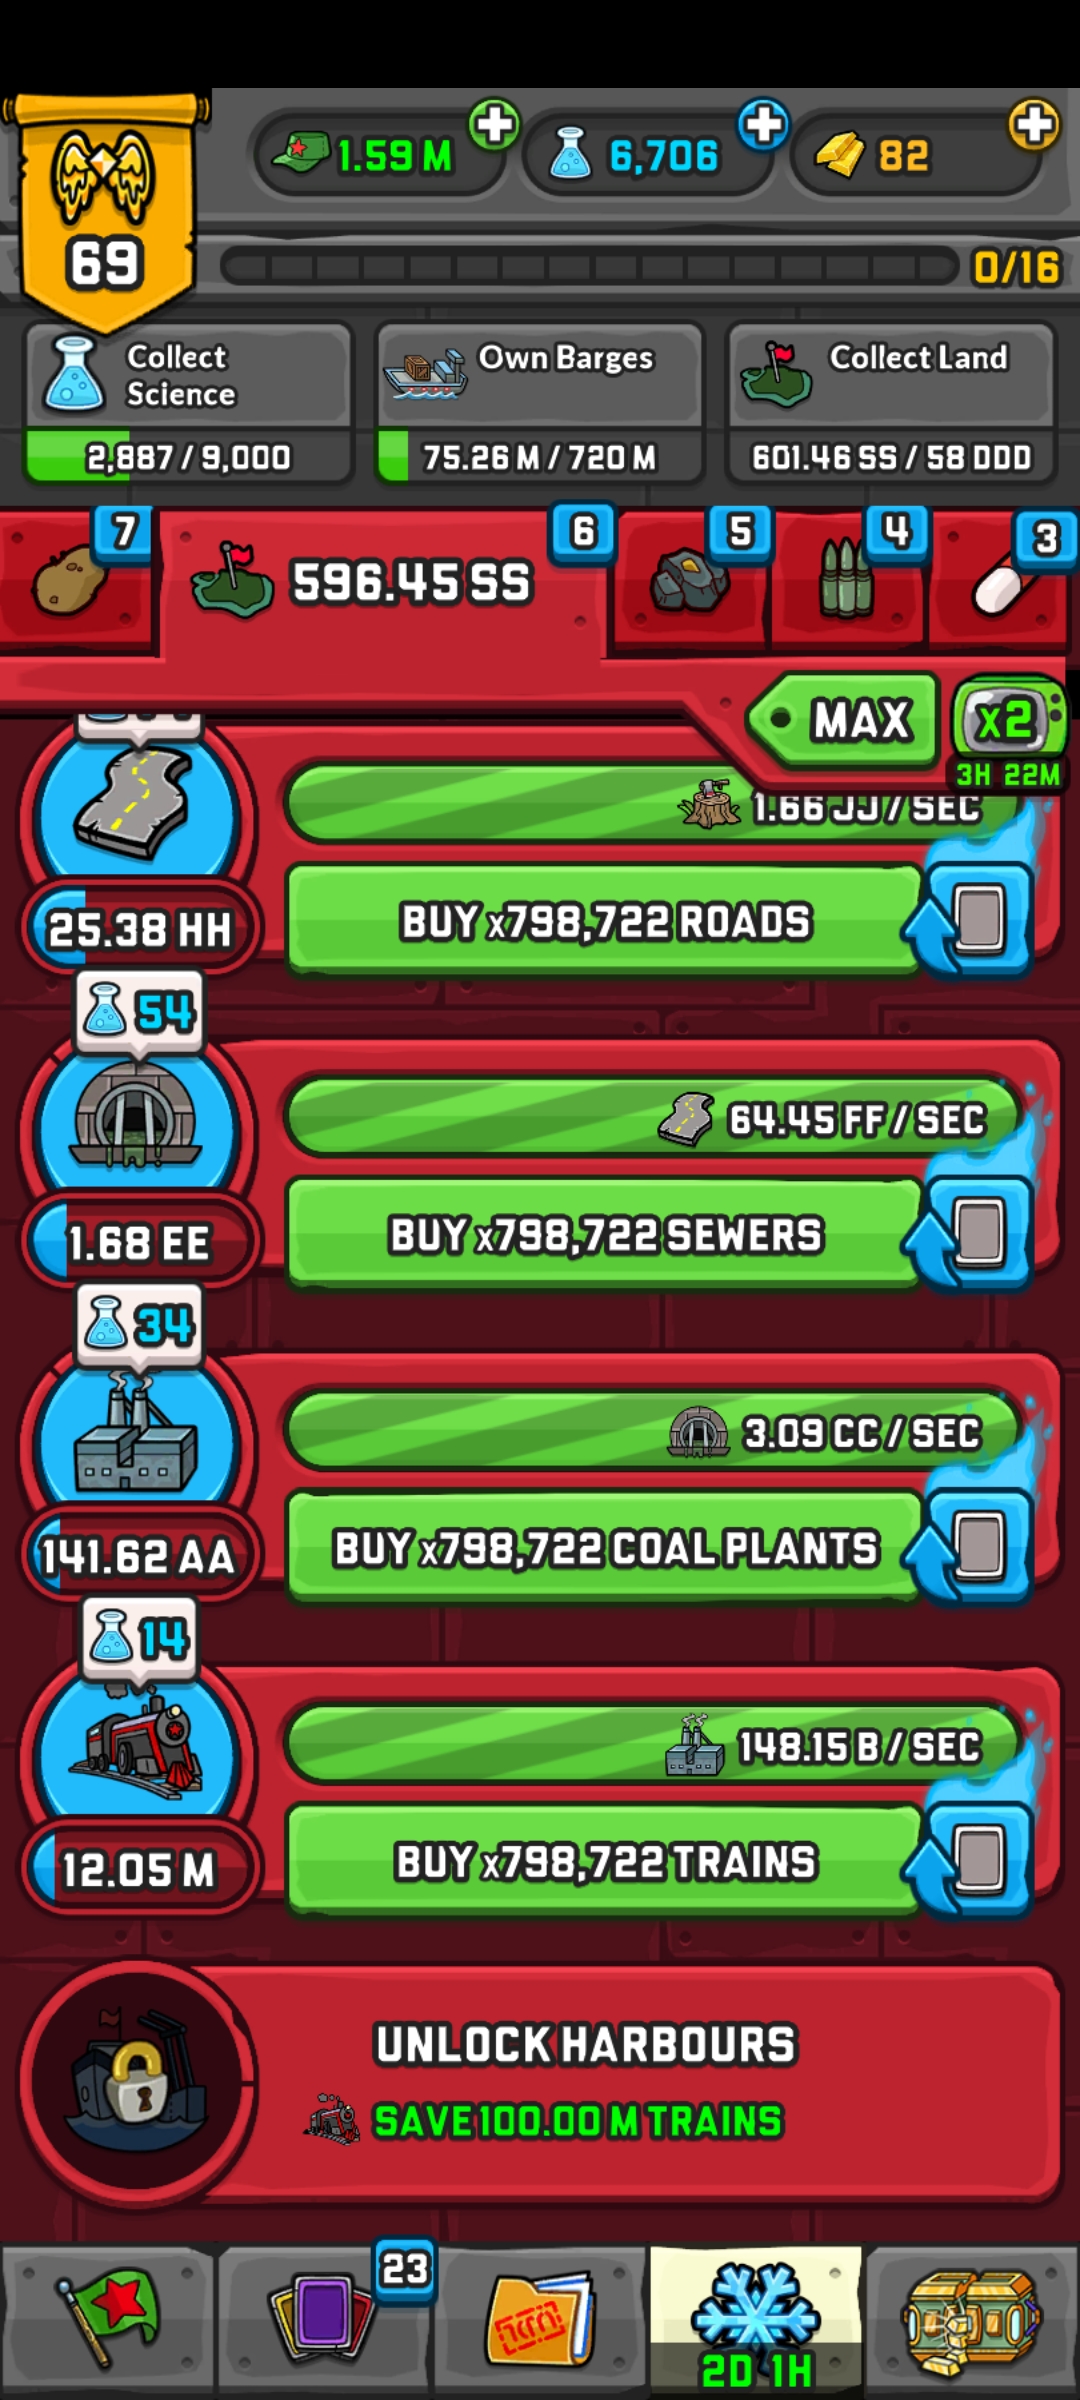 1.59 M
6,706
82
69
0/16
Collect
Science
2,887 / 9,000
Own Barges
75.26 M / 720 M
Collect Land
601.46 SS / 58 DDD
7
596.45 SS
6
5
4
3
MAX
x2
3H 22M
1.66 JJ / SEC
25.38 HH
BUY x798,722 ROADS
54
64.45 FF / SEC
1.68 EE
BUY x798,722 SEWERS
34
3.09 CC / SEC
141.62 AA
BUY x798,722 COAL PLANTS
14
148.15 B / SEC
12.05 M
BUY x798,722 TRAINS
UNLOCK HARBOURS
SAVE 100.00 M TRAINS
23
2D 1H